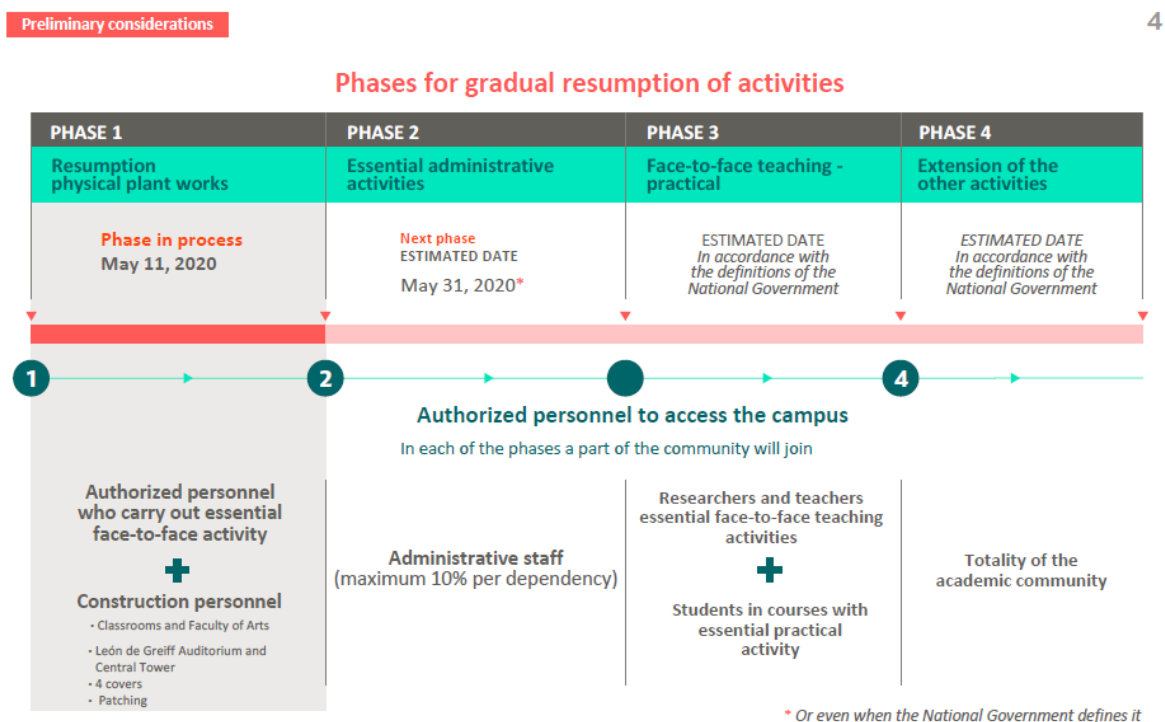 Preliminary considerations
4
Phases for gradual resumption of activities
PHASE 1
Resumption
physical plant works
PHASE 2
Essential administrative
activities
PHASE 3
Face-to-face teaching -
practical
PHASE 4
Extension of the
other activities
Phase in process
May 11, 2020
Next phase
ESTIMATED DATE
May 31, 2020*
ESTIMATED DATE
In accordance with
the definitions of the
National Government
ESTIMATED DATE
In accordance with
the definitions of the
National Government
1
2
4
Authorized personnel to access the campus
In each of the phases a part of the community will join
Authorized personnel
who carry out essential
face-to-face activity
+
Construction personnel
• Classrooms and Faculty of Arts
• León de Greiff Auditorium and
Central Tower
• 4 covers
• Patching
Administrative staff
(maximum 10% per dependency)
Researchers and teachers
essential face-to-face teaching
activities
+
Students in courses with
essential practical
activity
Totality of the
academic community
* Or even when the National Government defines it